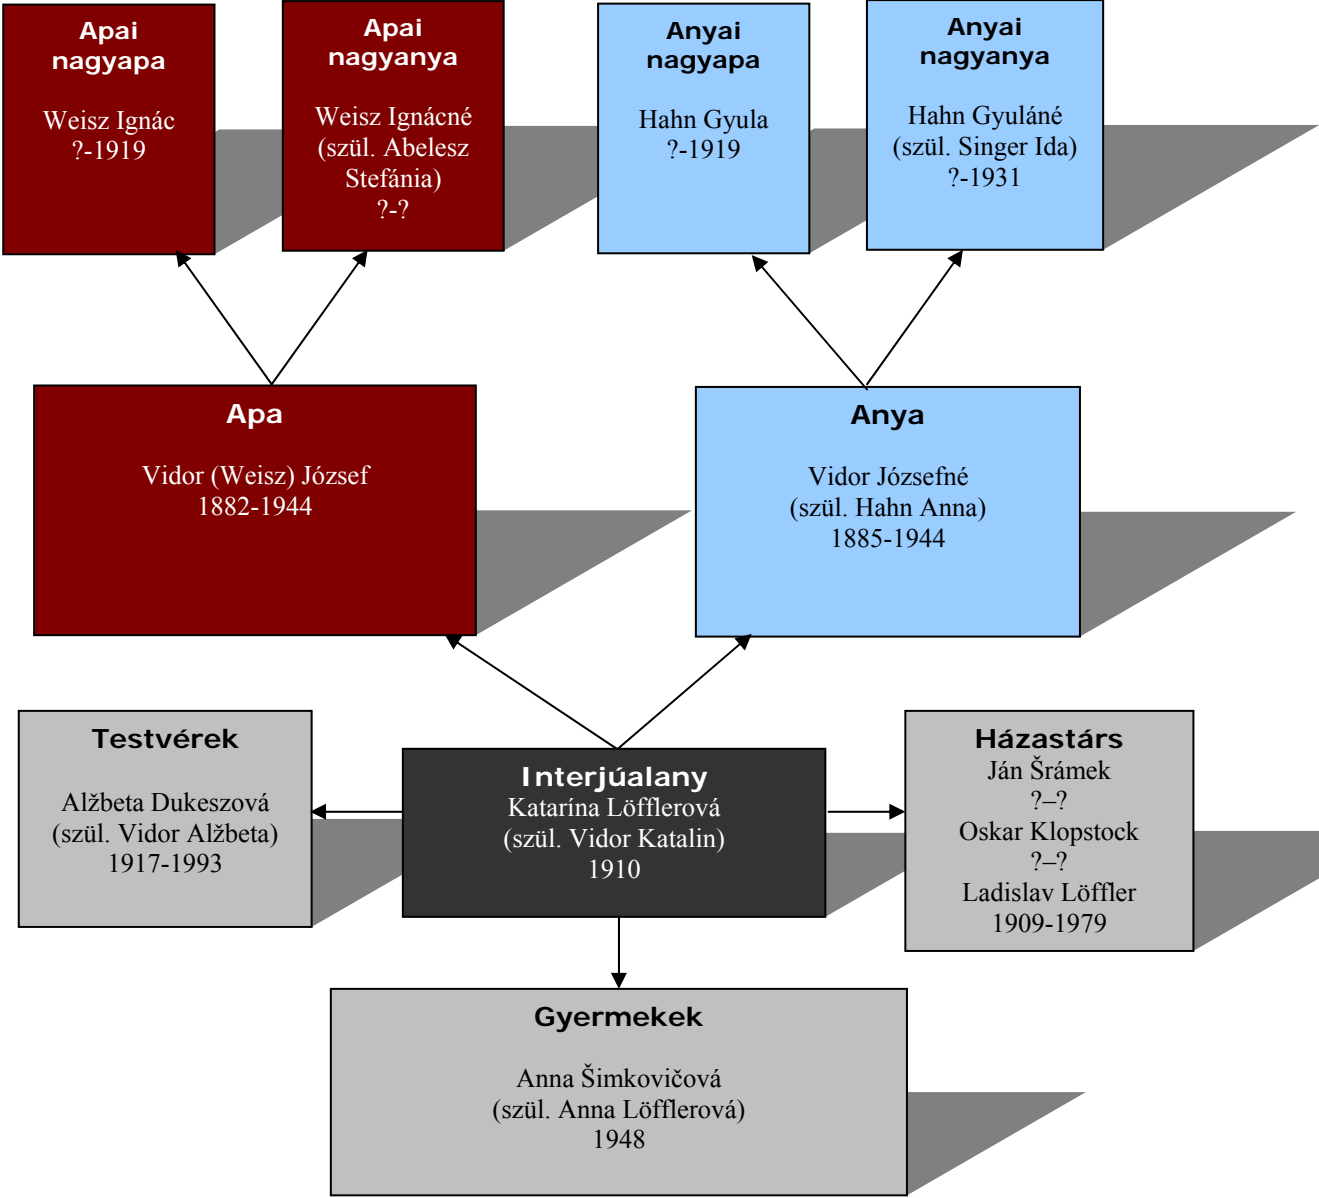 Apai
nagyapa
Weisz Ignác
?-1919
Apai
nagyanya
Weisz Ignácné
(szül. Abelesz
Stefánia)
?-?
Anyai
nagyapa
Hahn Gyula
?-1919
Anyai
nagyanya
Hahn Gyuláné
(szül. Singer Ida)
?-1931
Apa
Vidor (Weisz) József
1882-1944
Anya
Vidor Józsefné
(szül. Hahn Anna)
1885-1944
Testvérek
Alžbeta Dukeszová
(szül. Vidor Alžbeta)
1917-1993
Interjúalany
Katarína Löfflerová
(szül. Vidor Katalin)
1910
Házastárs
Ján Šrámek
?–?
Oskar Klopstock
?–?
Ladislav Löffler
1909-1979
Gyermekek
Anna Šimkovičová
(szül. Anna Löfflerová)
1948